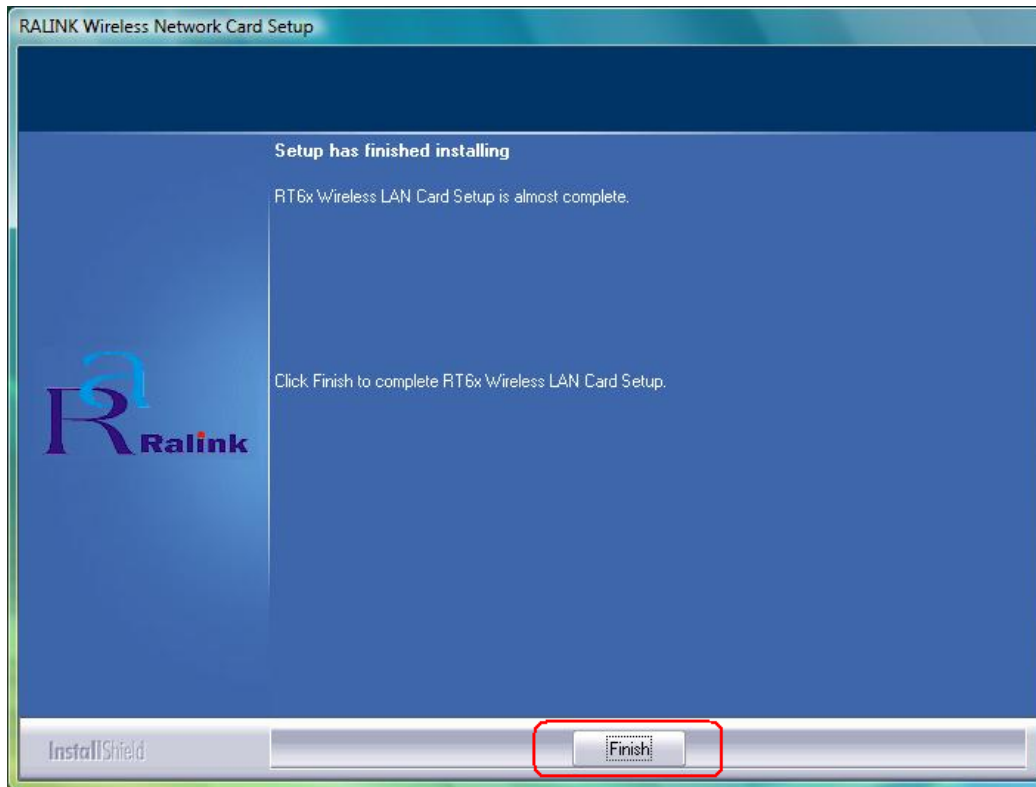 RALINK Wireless Network Card Setup
Setup has finished installing
RT6x Wireless LAN Card Setup is almost complete.
Click Finish to complete RT6x Wireless LAN Card Setup.
Ra
Ralink
InstallShield
Finish